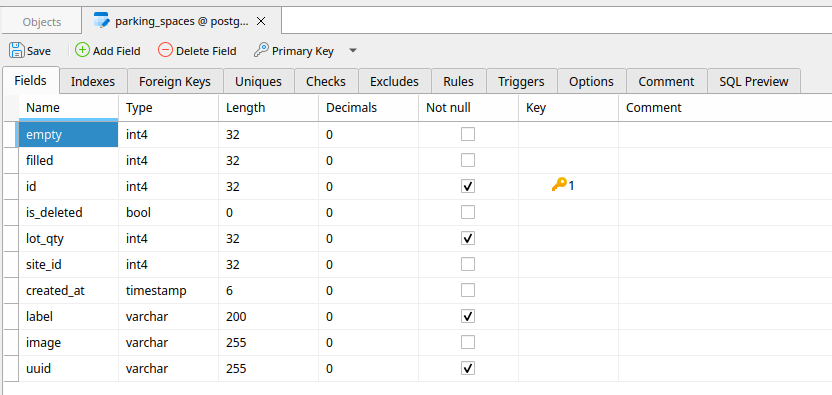 Objects parking_spaces @ postg...
Save Add Field Delete Field Primary Key
Fields Indexes Foreign Keys Uniques Checks Excludes Rules Triggers Options Comment SQL Preview
Name Type Length Decimals Not null Key Comment
empty int4 32 0
filled int4 32 0
id int4 32 0 1
is_deleted bool 0 0
lot_qty int4 32 0
site_id int4 32 0
created_at timestamp 6 0
label varchar 200 0
image varchar 255 0
uuid varchar 255 0